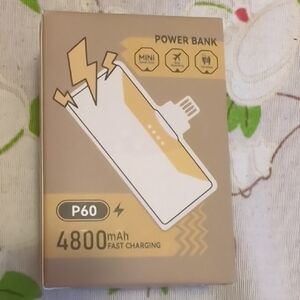 POWER BANK
MINI
P60
4800mAh
FAST CHARGING